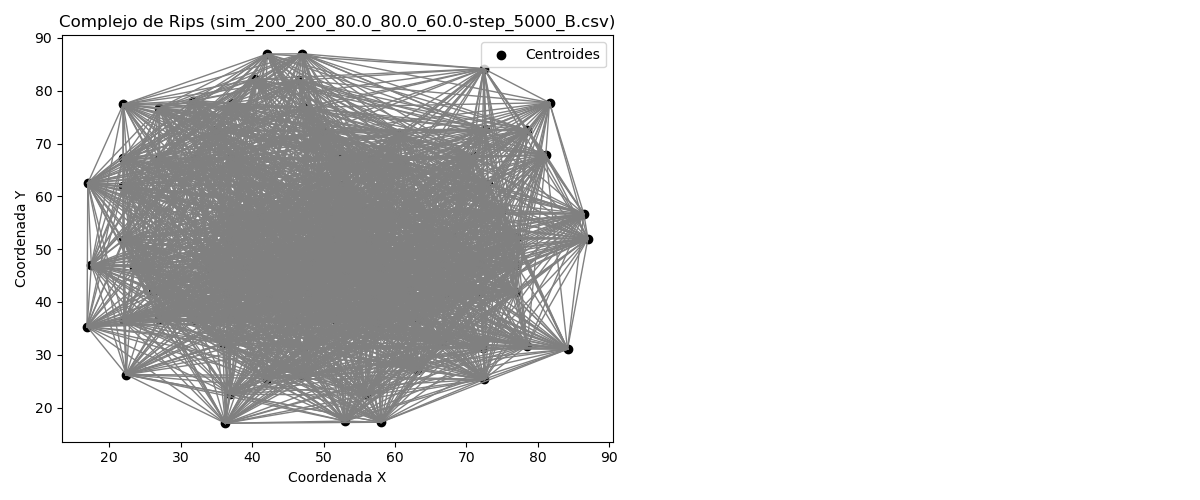 Complejo de Rips (sim_200_200_80.0_80.0_60.0-step_5000_B.csv)
Centroides
90
80
70
60
50
40
30
20
Coordenada Y
20 30 40 50 60 70 80 90
Coordenada X